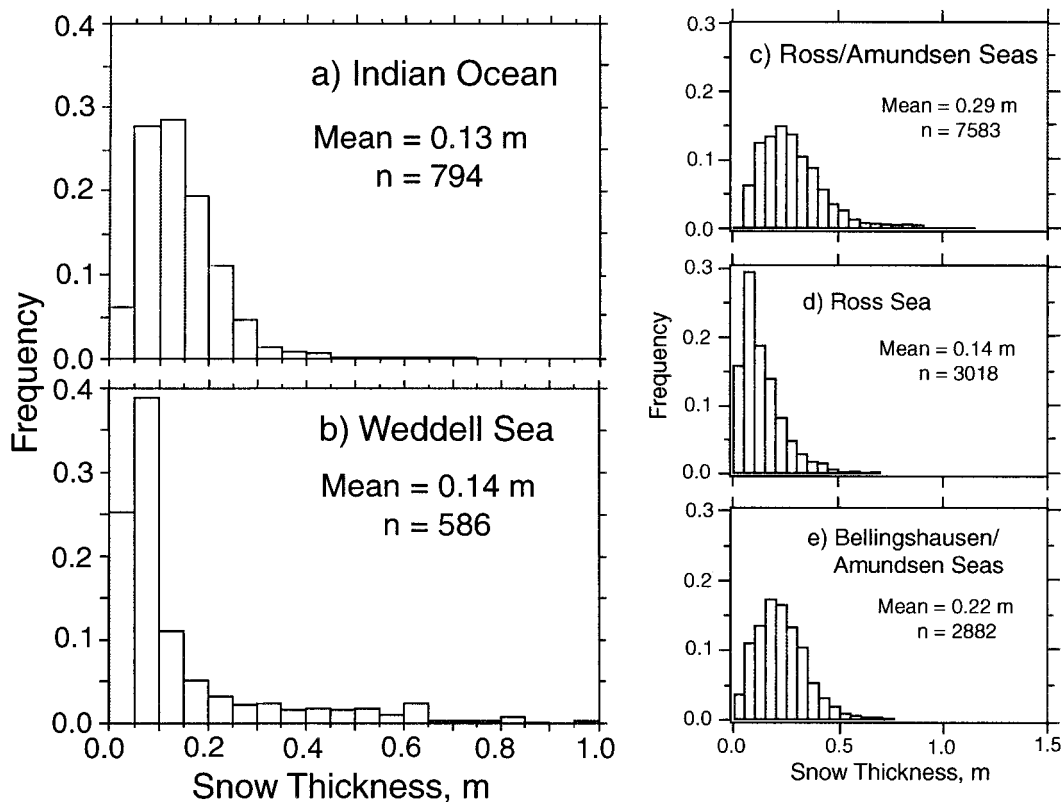 0.4
0.3
0.2
0.1
0.0
a) Indian Ocean
Mean = 0.13 m
n = 794
Frequency
0.4
0.3
0.2
0.1
0.0
b) Weddell Sea
Mean = 0.14 m
n = 586
0.0 0.2 0.4 0.6 0.8 1.0
Snow Thickness, m
0.3
0.2
0.1
0.0
c) Ross/Amundsen Seas
Mean = 0.29 m
n = 7583
0.3
0.2
0.1
0.0
d) Ross Sea
Mean = 0.14 m
n = 3018
Frequency
0.3
0.2
0.1
0.0
e) Bellingshausen/
Amundsen Seas
Mean = 0.22 m
n = 2882
0.0 0.5 1.0 1.5
Snow Thickness, m